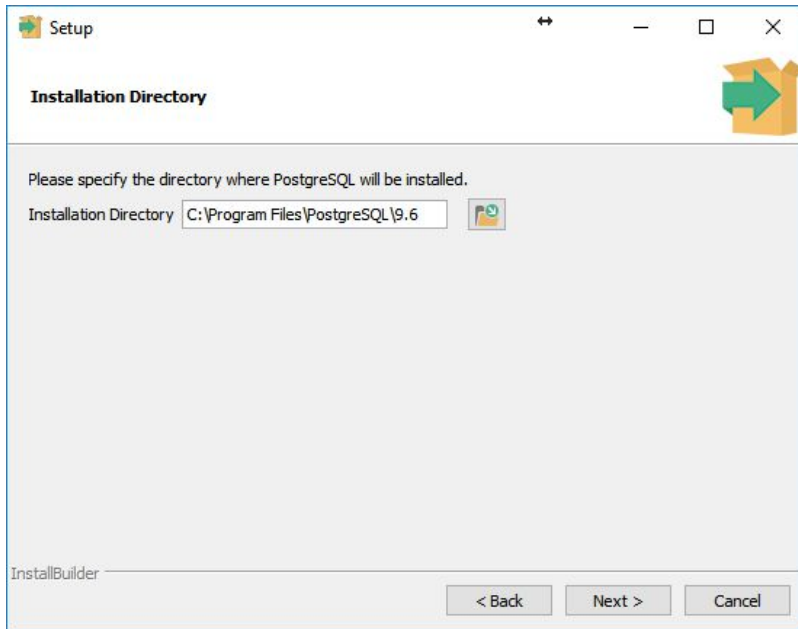 Setup
Installation Directory
Please specify the directory where PostgreSQL will be installed.
Installation Directory C:\Program Files\PostgreSQL\9.6
InstallBuilder
< Back Next > Cancel